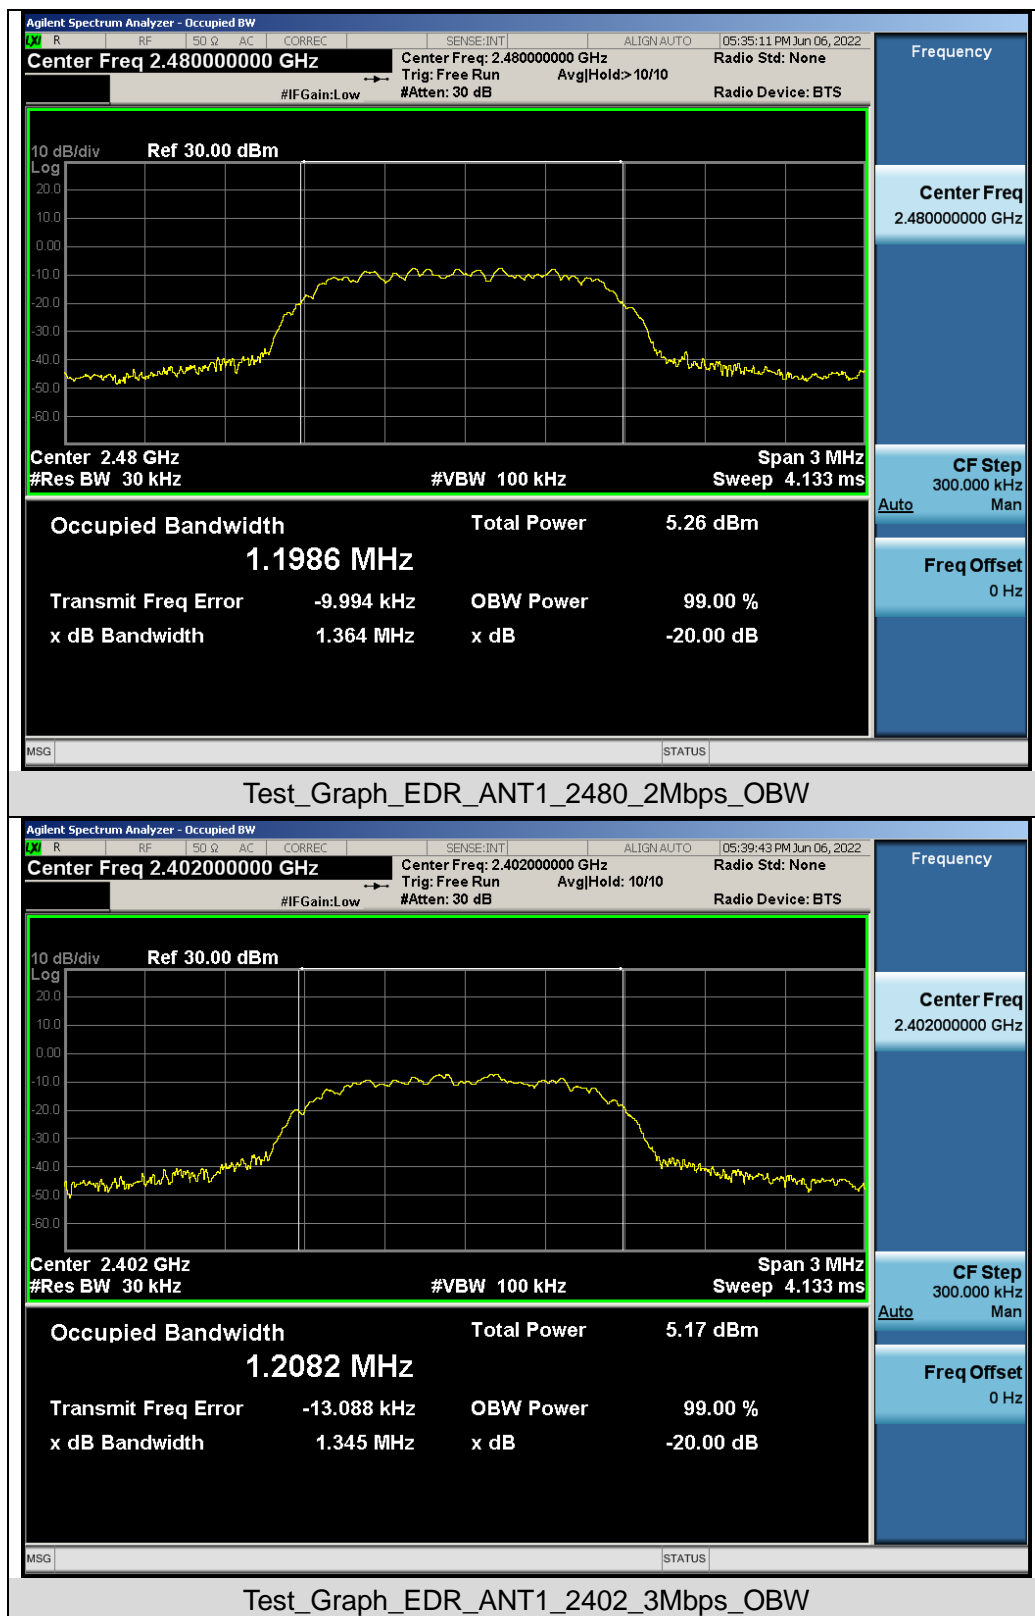 Agilent Spectrum Analyzer - Occupied BW
LXI R RF 50 Ω AC CORREC SENSE:INT ALIGN AUTO 05:35:11 PM Jun 06, 2022
Center Freq 2.480000000 GHz
Center Freq: 2.480000000 GHz
Radio Std: None
Trig: Free Run Avg|Hold:> 10/10
#IFGain:Low #Atten: 30 dB Radio Device: BTS
Frequency
10 dB/div Ref 30.00 dBm
Log
20.0
10.0
0.00
-10.0
-20.0
-30.0
-40.0
-50.0
-60.0
Center 2.48 GHz Span 3 MHz
#Res BW 30 kHz #VBW 100 kHz Sweep 4.133 ms
Center Freq
2.480000000 GHz
CF Step
300.000 kHz
Auto Man
Freq Offset
0 Hz
Occupied Bandwidth Total Power 5.26 dBm
1.1986 MHz
Transmit Freq Error -9.994 kHz OBW Power 99.00 %
x dB Bandwidth 1.364 MHz x dB -20.00 dB
MSG STATUS
Test_Graph_EDR_ANT1_2480_2Mbps_OBW
Agilent Spectrum Analyzer - Occupied BW
LXI R RF 50 Ω AC CORREC SENSE:INT ALIGN AUTO 05:39:43 PM Jun 06, 2022
Center Freq 2.402000000 GHz
Center Freq: 2.402000000 GHz
Radio Std: None
Trig: Free Run Avg|Hold: 10/10
#IFGain:Low #Atten: 30 dB Radio Device: BTS
Frequency
10 dB/div Ref 30.00 dBm
Log
20.0
10.0
0.00
-10.0
-20.0
-30.0
-40.0
-50.0
-60.0
Center 2.402 GHz Span 3 MHz
#Res BW 30 kHz #VBW 100 kHz Sweep 4.133 ms
Center Freq
2.402000000 GHz
CF Step
300.000 kHz
Auto Man
Freq Offset
0 Hz
Occupied Bandwidth Total Power 5.17 dBm
1.2082 MHz
Transmit Freq Error -13.088 kHz OBW Power 99.00 %
x dB Bandwidth 1.345 MHz x dB -20.00 dB
MSG STATUS
Test_Graph_EDR_ANT1_2402_3Mbps_OBW